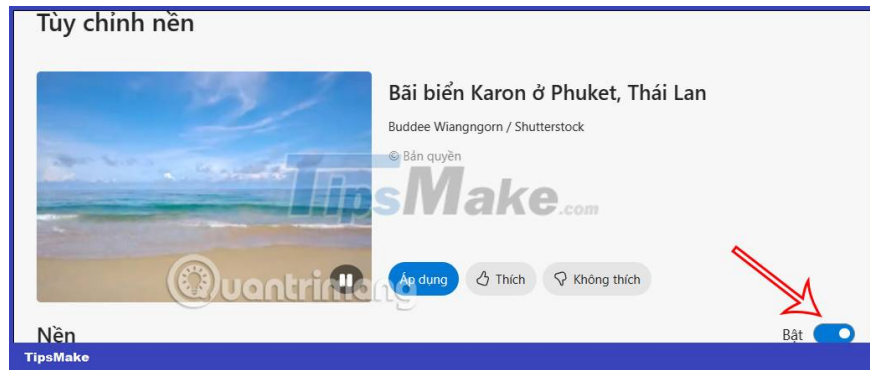 Tùy chỉnh nền
Bãi biển Karon ở Phuket, Thái Lan
Buddee Wiangngorn / Shutterstock
© Bản quyền
TipsMake.com
Áp dụng
Thích
Không thích
Quantrimang
Nền
Bật
TipsMake